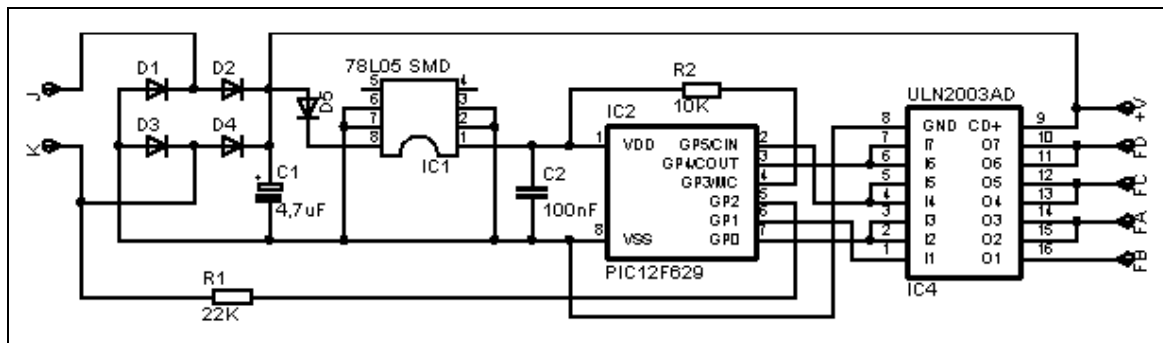 J
K
D1
D2
D3
D4
D5
C1
+
4,7uF
78L05 SMD
5
6
7
8
4
3
2
1
IC1
C2
100nF
R1
22K
R2
10K
IC2
1
8
VDD
VSS
GP5/CIN
GP4/COUT
GP3/MC
GP2
GP1
GP0
2
3
4
5
6
7
PIC12F629
ULN2003AD
8
7
6
5
4
3
2
1
GND
I7
I6
I5
I4
I3
I2
I1
CD+
O7
O6
O5
O4
O3
O2
O1
9
10
11
12
13
14
15
16
IC4
+V
FD
FC
FA
FB